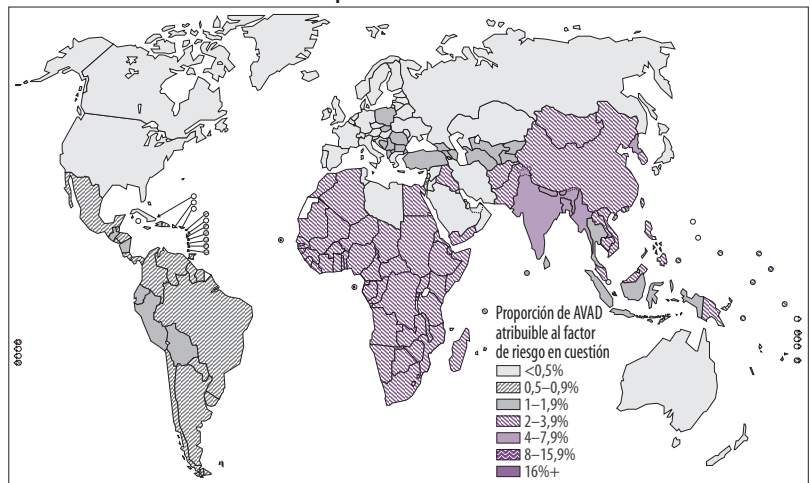 Proporción de AVAD
atribuible al factor
de riesgo en cuestión
<0,5%
0,5–0,9%
1–1,9%
2–3,9%
4–7,9%
8–15,9%
16%+